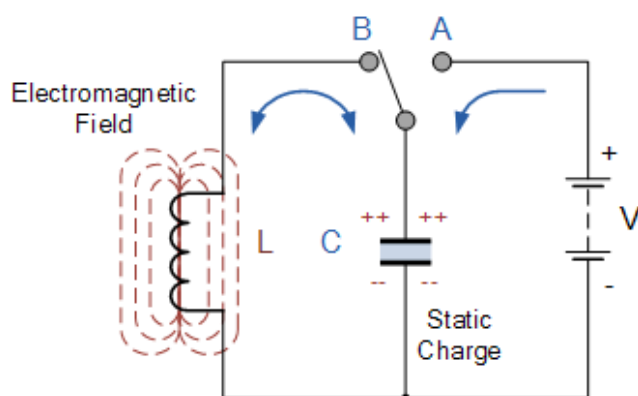 B A
Electromagnetic
Field
+
++ ++
L C V
-- --
-
Static
Charge